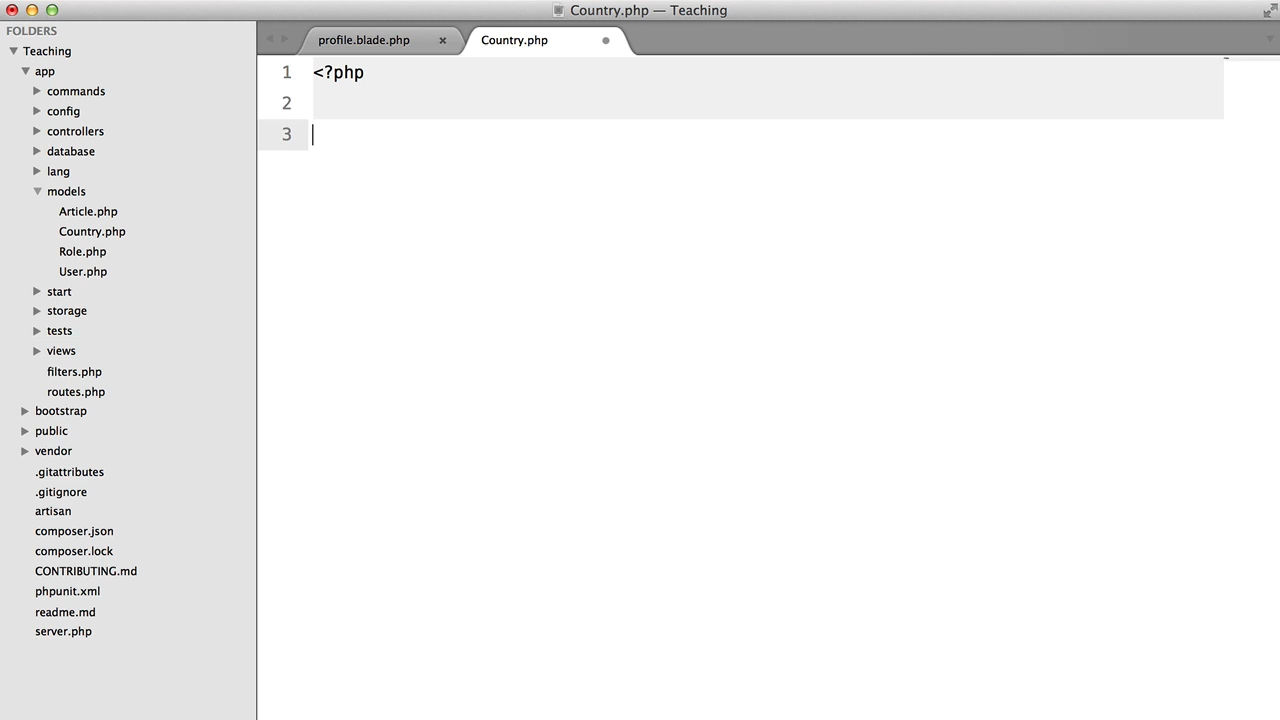 Country.php — Teaching
FOLDERS
Teaching
app
commands
config
controllers
database
lang
models
Article.php
Country.php
Role.php
User.php
start
storage
tests
views
filters.php
routes.php
bootstrap
public
vendor
.gitattributes
.gitignore
artisan
composer.json
composer.lock
CONTRIBUTING.md
phpunit.xml
readme.md
server.php
profile.blade.php
Country.php
1 <?php
2
3